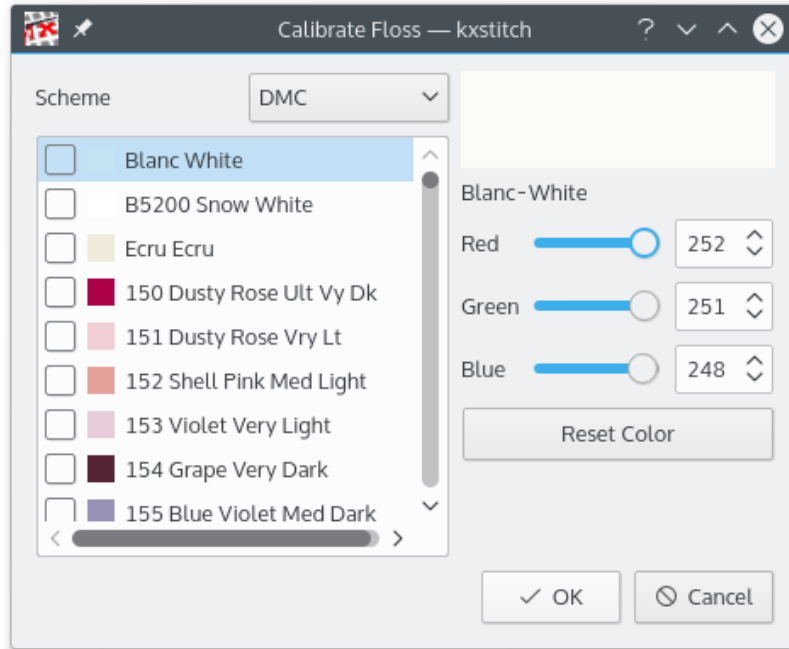 Calibrate Floss — kxstitch
Scheme
DMC
Blanc White
B5200 Snow White
Ecru Ecru
150 Dusty Rose Ult Vy Dk
151 Dusty Rose Vry Lt
152 Shell Pink Med Light
153 Violet Very Light
154 Grape Very Dark
155 Blue Violet Med Dark
Blanc-White
Red 252
Green 251
Blue 248
Reset Color
OK
Cancel